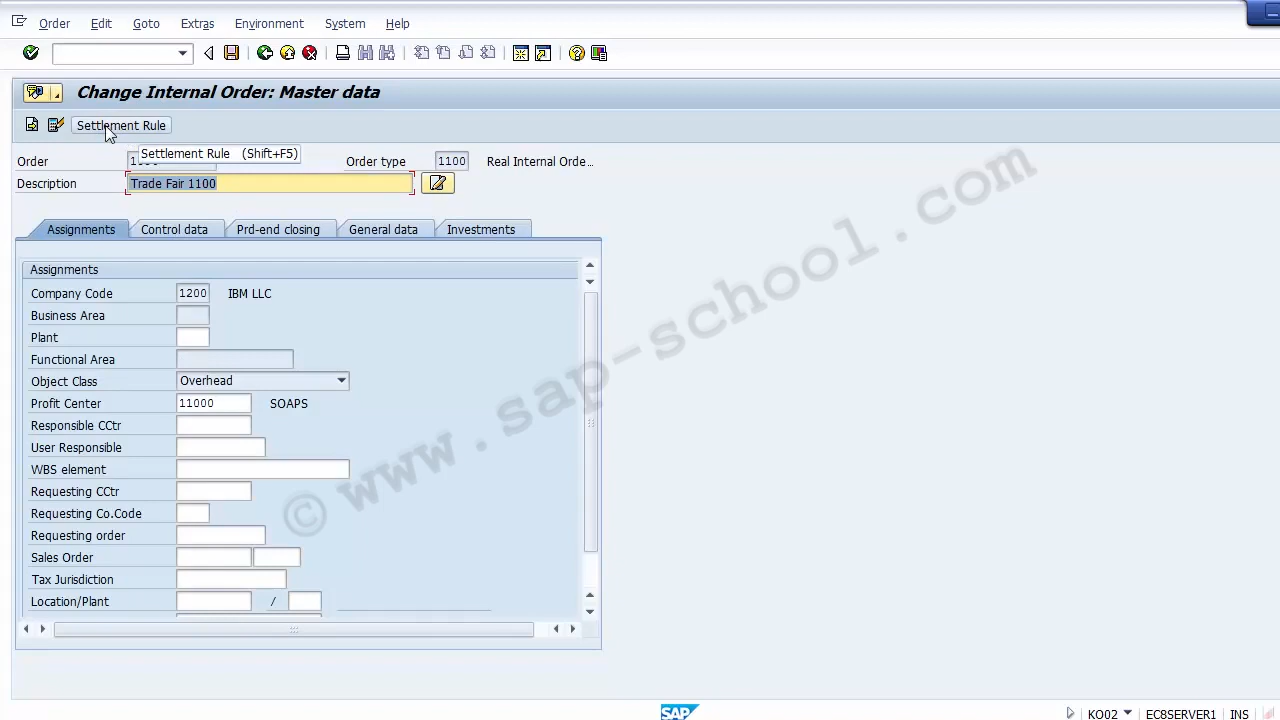 Order Edit Goto Extras Environment System Help
Change Internal Order: Master data
Settlement Rule
Settlement Rule (Shift+F5)
Order Order type 1100 Real Internal Orde...
Description Trade Fair 1100
Assignments Control data Prd-end closing General data Investments
Assignments
Company Code 1200 IBM LLC
Business Area
Plant
Functional Area
Object Class Overhead
Profit Center 11000 SOAPS
Responsible CCtr
User Responsible
WBS element
Requesting CCtr
Requesting Co.Code
Requesting order
Sales Order
Tax Jurisdiction
Location/Plant /
© www.sap-school.com
SAP KO02 EC8SERVER1 INS